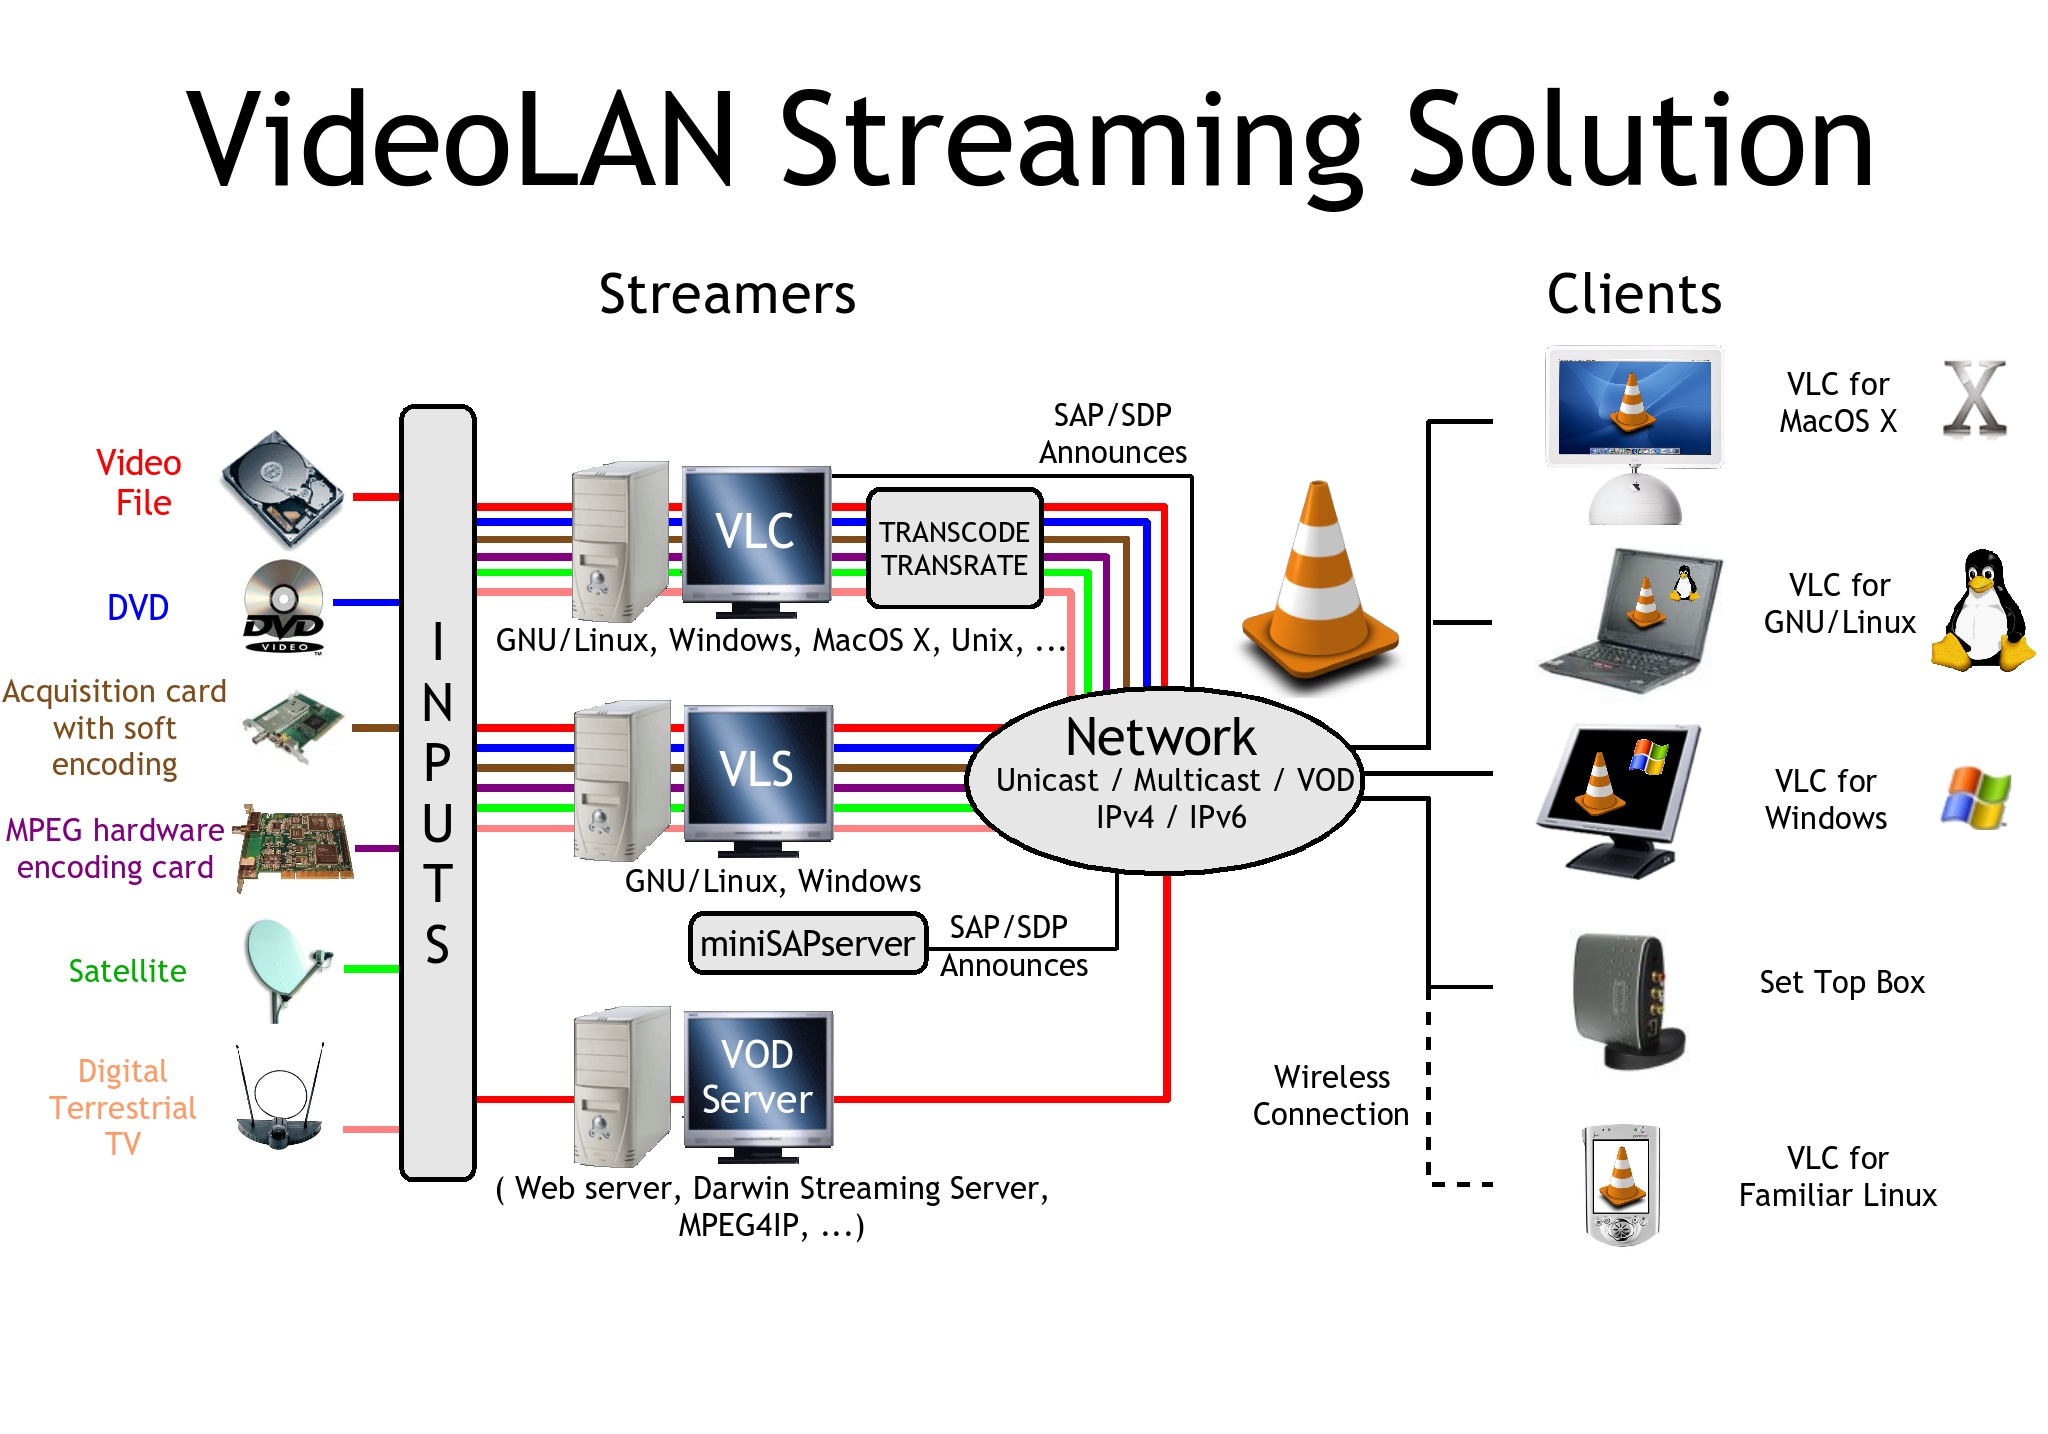 VideoLAN Streaming Solution
Streamers
Clients
Video
File
DVD
DVD
VIDEO
TM
Acquisition card
with soft
encoding
MPEG hardware
encoding card
Satellite
Digital
Terrestrial
TV
INPUTS
VLC
TRANSCODE
TRANSRATE
SAP/SDP
Announces
GNU/Linux, Windows, MacOS X, Unix, ...
VLS
GNU/Linux, Windows
miniSAPserver
SAP/SDP
Announces
VOD
Server
( Web server, Darwin Streaming Server,
MPEG4IP, ...)
Network
Unicast / Multicast / VOD
IPv4 / IPv6
Wireless
Connection
VLC for
MacOS X
X
VLC for
GNU/Linux
VLC for
Windows
Set Top Box
VLC for
Familiar Linux